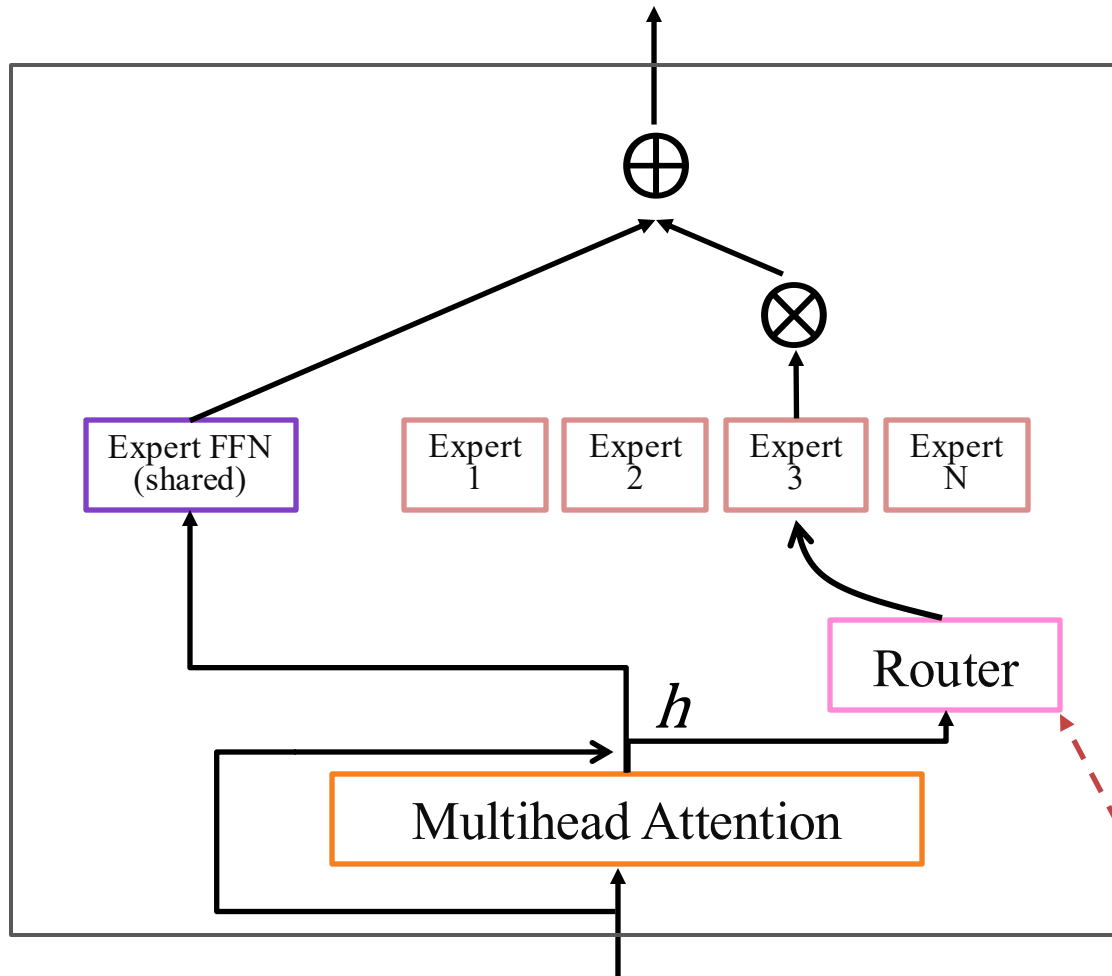 Expert FFN
(shared)
Expert
1
Expert
2
Expert
3
Expert
N
Router
h
Multihead Attention